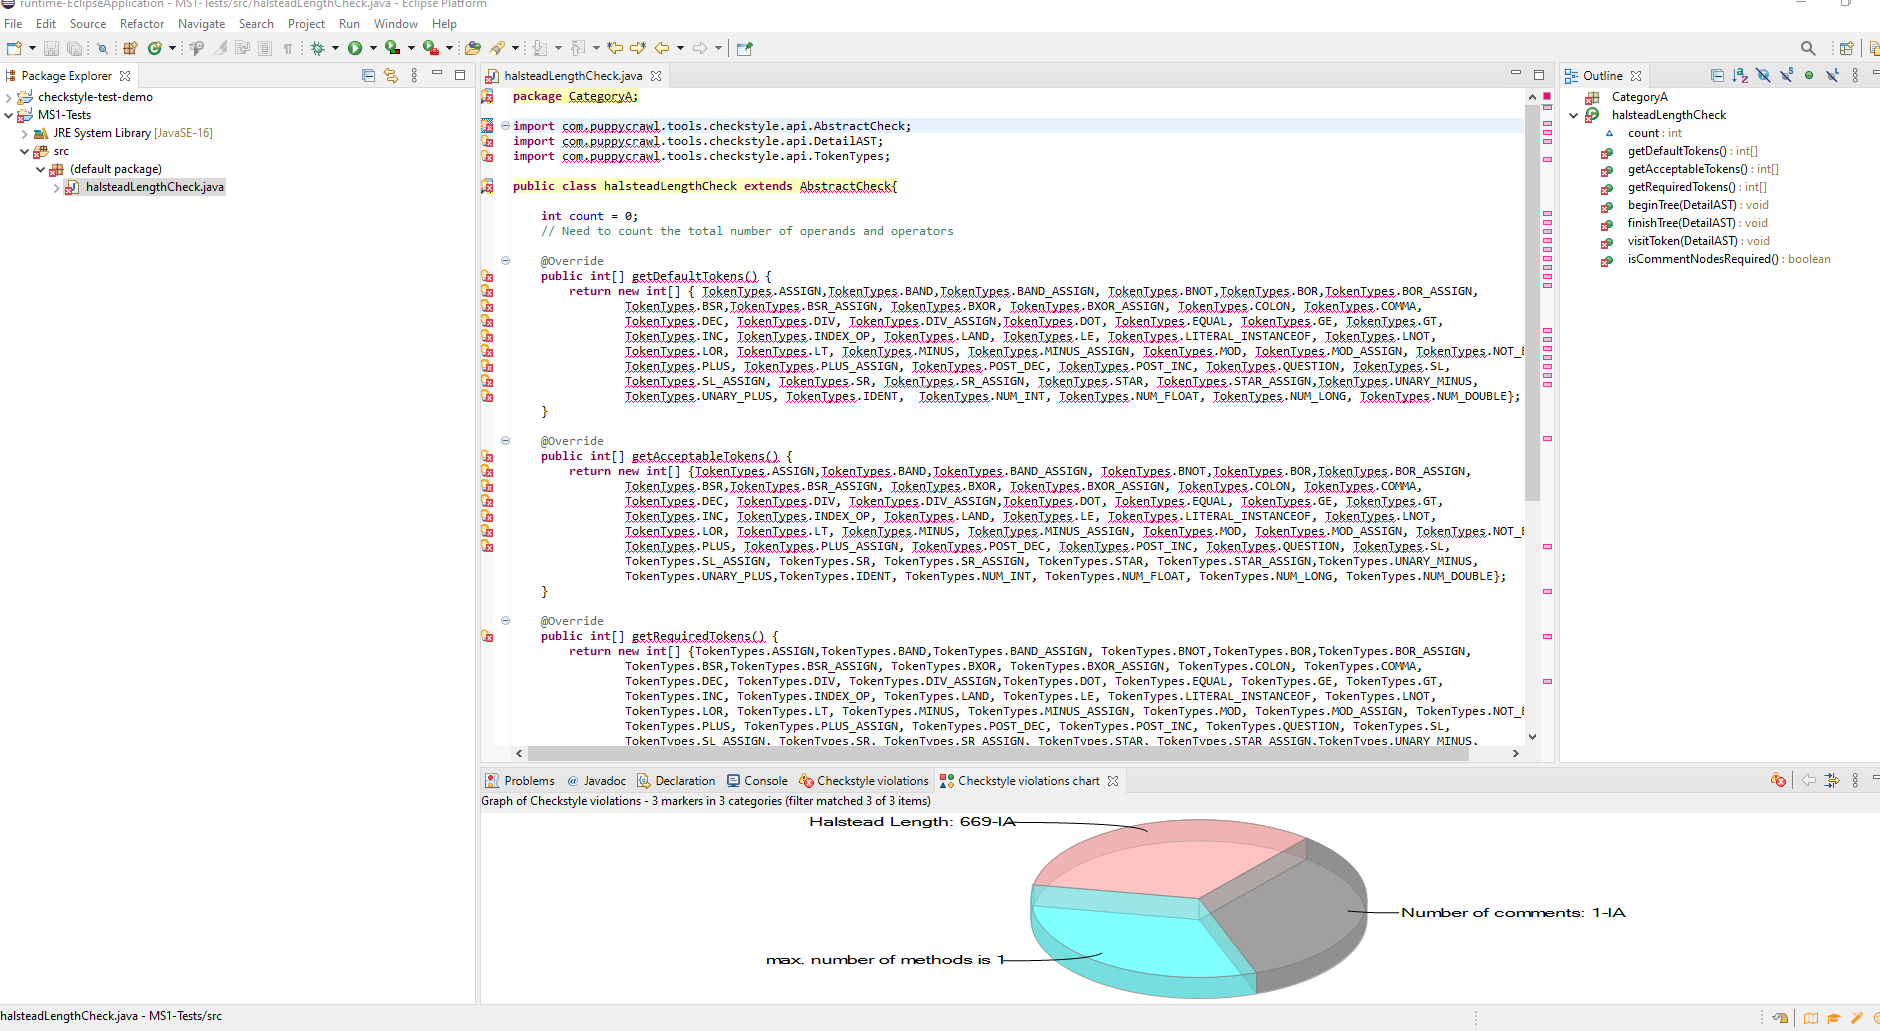 runtime-EclipseApplication - MS1-Tests/src/halsteadLengthCheck.java - Eclipse Platform
File Edit Source Refactor Navigate Search Project Run Window Help
Package Explorer
checkstyle-test-demo
MS1-Tests
JRE System Library [JavaSE-16]
src
(default package)
halsteadLengthCheck.java
halsteadLengthCheck.java
package CategoryA;
import com.puppycrawl.tools.checkstyle.api.AbstractCheck;
import com.puppycrawl.tools.checkstyle.api.DetailAST;
import com.puppycrawl.tools.checkstyle.api.TokenTypes;
public class halsteadLengthCheck extends AbstractCheck{
int count = 0;
// Need to count the total number of operands and operators
@Override
public int[] getDefaultTokens() {
return new int[] { TokenTypes.ASSIGN,TokenTypes.BAND,TokenTypes.BAND_ASSIGN, TokenTypes.BNOT,TokenTypes.BOR,TokenTypes.BOR_ASSIGN,
TokenTypes.BSR,TokenTypes.BSR_ASSIGN, TokenTypes.BXOR, TokenTypes.BXOR_ASSIGN, TokenTypes.COLON, TokenTypes.COMMA,
TokenTypes.DEC, TokenTypes.DIV, TokenTypes.DIV_ASSIGN,TokenTypes.DOT, TokenTypes.EQUAL, TokenTypes.GE, TokenTypes.GT,
TokenTypes.INC, TokenTypes.INDEX_OP, TokenTypes.LAND, TokenTypes.LE, TokenTypes.LITERAL_INSTANCEOF, TokenTypes.LNOT,
TokenTypes.LOR, TokenTypes.LT, TokenTypes.MINUS, TokenTypes.MINUS_ASSIGN, TokenTypes.MOD, TokenTypes.MOD_ASSIGN, TokenTypes.NOT_E
TokenTypes.PLUS, TokenTypes.PLUS_ASSIGN, TokenTypes.POST_DEC, TokenTypes.POST_INC, TokenTypes.QUESTION, TokenTypes.SL,
TokenTypes.SL_ASSIGN, TokenTypes.SR, TokenTypes.SR_ASSIGN, TokenTypes.STAR, TokenTypes.STAR_ASSIGN,TokenTypes.UNARY_MINUS,
TokenTypes.UNARY_PLUS, TokenTypes.IDENT, TokenTypes.NUM_INT, TokenTypes.NUM_FLOAT, TokenTypes.NUM_LONG, TokenTypes.NUM_DOUBLE};
}
@Override
public int[] getAcceptableTokens() {
return new int[] {TokenTypes.ASSIGN,TokenTypes.BAND,TokenTypes.BAND_ASSIGN, TokenTypes.BNOT,TokenTypes.BOR,TokenTypes.BOR_ASSIGN,
TokenTypes.BSR,TokenTypes.BSR_ASSIGN, TokenTypes.BXOR, TokenTypes.BXOR_ASSIGN, TokenTypes.COLON, TokenTypes.COMMA,
TokenTypes.DEC, TokenTypes.DIV, TokenTypes.DIV_ASSIGN,TokenTypes.DOT, TokenTypes.EQUAL, TokenTypes.GE, TokenTypes.GT,
TokenTypes.INC, TokenTypes.INDEX_OP, TokenTypes.LAND, TokenTypes.LE, TokenTypes.LITERAL_INSTANCEOF, TokenTypes.LNOT,
TokenTypes.LOR, TokenTypes.LT, TokenTypes.MINUS, TokenTypes.MINUS_ASSIGN, TokenTypes.MOD, TokenTypes.MOD_ASSIGN, TokenTypes.NOT_E
TokenTypes.PLUS, TokenTypes.PLUS_ASSIGN, TokenTypes.POST_DEC, TokenTypes.POST_INC, TokenTypes.QUESTION, TokenTypes.SL,
TokenTypes.SL_ASSIGN, TokenTypes.SR, TokenTypes.SR_ASSIGN, TokenTypes.STAR, TokenTypes.STAR_ASSIGN,TokenTypes.UNARY_MINUS,
TokenTypes.UNARY_PLUS,TokenTypes.IDENT, TokenTypes.NUM_INT, TokenTypes.NUM_FLOAT, TokenTypes.NUM_LONG, TokenTypes.NUM_DOUBLE};
}
@Override
public int[] getRequiredTokens() {
return new int[] {TokenTypes.ASSIGN,TokenTypes.BAND,TokenTypes.BAND_ASSIGN, TokenTypes.BNOT,TokenTypes.BOR,TokenTypes.BOR_ASSIGN,
TokenTypes.BSR,TokenTypes.BSR_ASSIGN, TokenTypes.BXOR, TokenTypes.BXOR_ASSIGN, TokenTypes.COLON, TokenTypes.COMMA,
TokenTypes.DEC, TokenTypes.DIV, TokenTypes.DIV_ASSIGN,TokenTypes.DOT, TokenTypes.EQUAL, TokenTypes.GE, TokenTypes.GT,
TokenTypes.INC, TokenTypes.INDEX_OP, TokenTypes.LAND, TokenTypes.LE, TokenTypes.LITERAL_INSTANCEOF, TokenTypes.LNOT,
TokenTypes.LOR, TokenTypes.LT, TokenTypes.MINUS, TokenTypes.MINUS_ASSIGN, TokenTypes.MOD, TokenTypes.MOD_ASSIGN, TokenTypes.NOT_E
TokenTypes.PLUS, TokenTypes.PLUS_ASSIGN, TokenTypes.POST_DEC, TokenTypes.POST_INC, TokenTypes.QUESTION, TokenTypes.SL,
TokenTypes.SL_ASSIGN, TokenTypes.SR, TokenTypes.SR_ASSIGN, TokenTypes.STAR, TokenTypes.STAR_ASSIGN,TokenTypes.UNARY_MINUS,
Outline
CategoryA
halsteadLengthCheck
count : int
getDefaultTokens() : int[]
getAcceptableTokens() : int[]
getRequiredTokens() : int[]
beginTree(DetailAST) : void
finishTree(DetailAST) : void
visitToken(DetailAST) : void
isCommentNodesRequired() : boolean
Problems @ Javadoc Declaration Console Checkstyle violations Checkstyle violations chart
Graph of Checkstyle violations - 3 markers in 3 categories (filter matched 3 of 3 items)
Halstead Length: 669-IA
Number of comments: 1-IA
max. number of methods is 1
halsteadLengthCheck.java - MS1-Tests/src